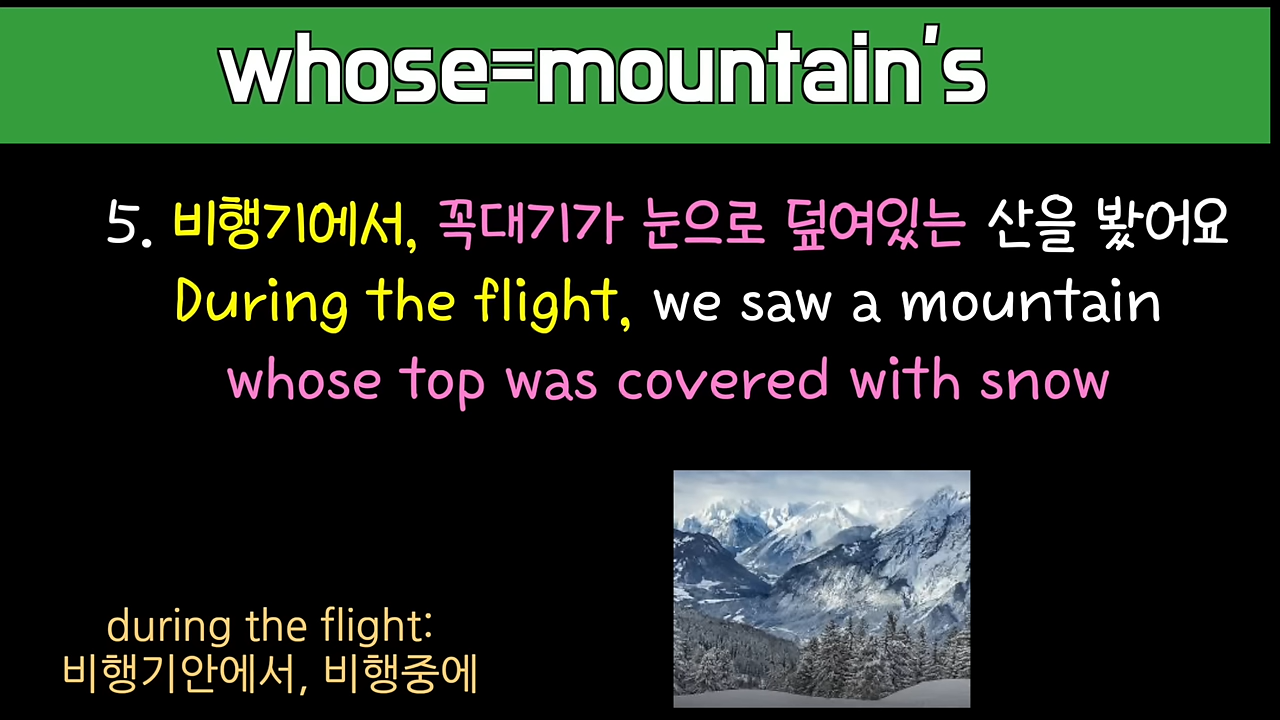 whose=mountain's
5. 비행기에서, 꼭대기가 눈으로 덮여있는 산을 봤어요
During the flight, we saw a mountain
whose top was covered with snow
during the flight:
비행기안에서, 비행중에